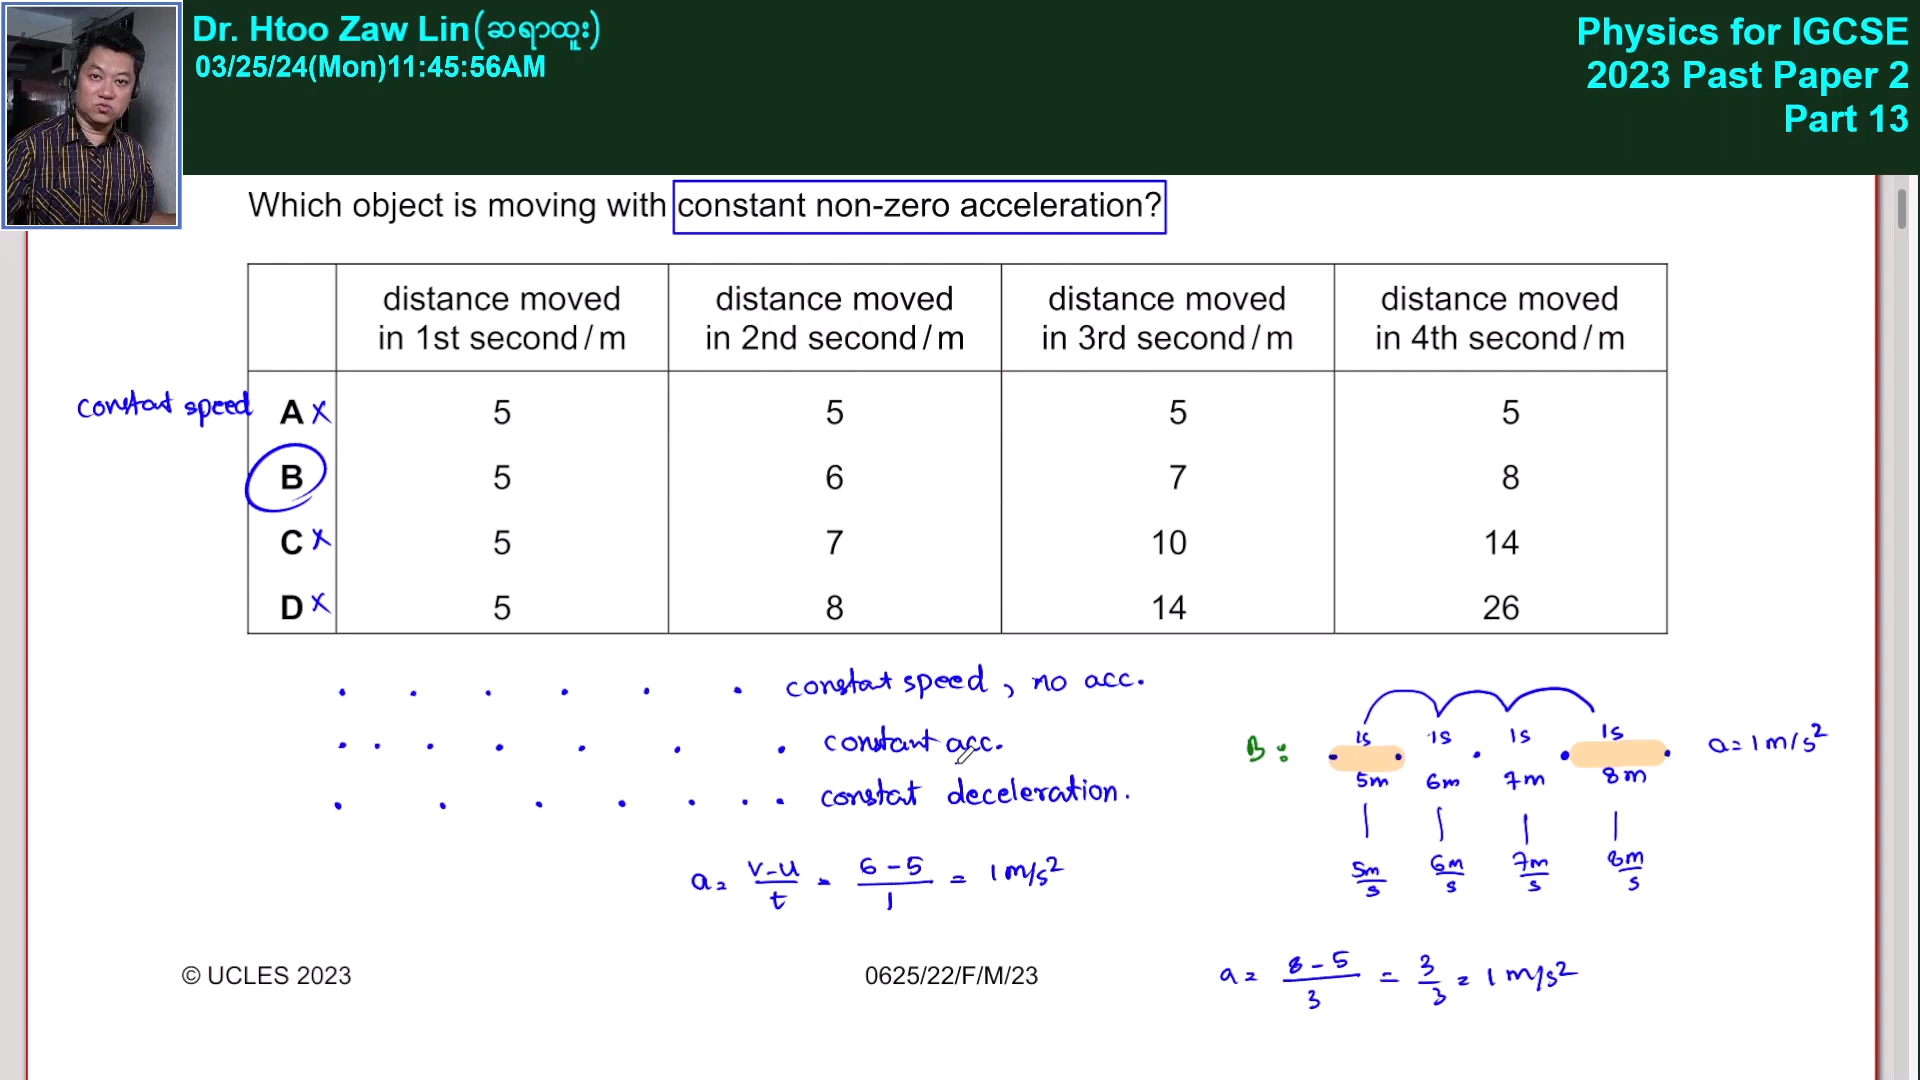 Dr. Htoo Zaw Lin(ဆရာထူး)
03/25/24(Mon)11:45:56AM
Physics for IGCSE
2023 Past Paper 2
Part 13
Which object is moving with constant non-zero acceleration?
distance moved in 1st second / m
distance moved in 2nd second / m
distance moved in 3rd second / m
distance moved in 4th second / m
constant speed A x 5 5 5 5
B 5 6 7 8
C x 5 7 10 14
D x 5 8 14 26
constant speed, no acc.
constant acc.
constant deceleration.
B: 1s 1s 1s 1s a = 1 m/s²
5m 6m 7m 8m
5m/s 6m/s 7m/s 8m/s
a = v-u/t = 6-5/1 = 1 m/s²
a = 8-5/3 = 3/3 = 1 m/s²
© UCLES 2023
0625/22/F/M/23